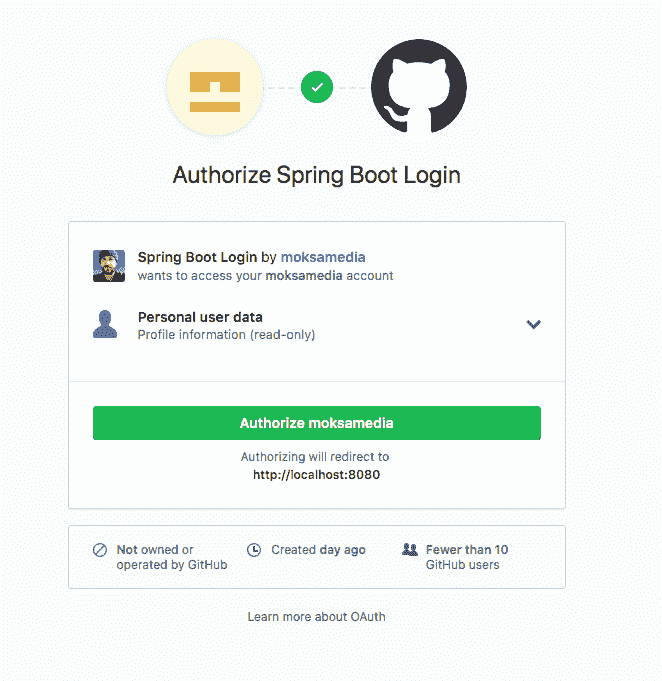 Authorize Spring Boot Login
Spring Boot Login by moksamedia
wants to access your moksamedia account
Personal user data
Profile information (read-only)
Authorize moksamedia
Authorizing will redirect to
http://localhost:8080
Not owned or
operated by GitHub
Created day ago
Fewer than 10
GitHub users
Learn more about OAuth